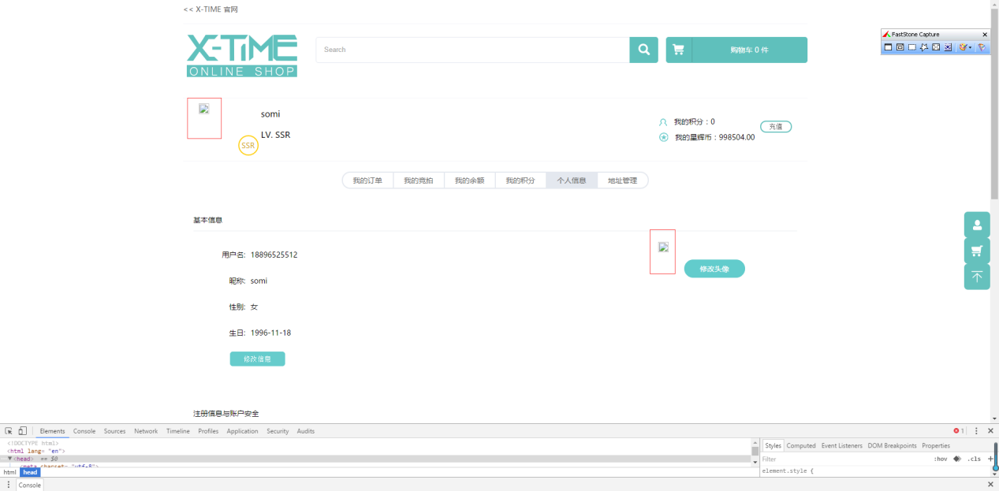 << X-TIME 官网
X-TIME
ONLINE SHOP
Search
购物车 0 件
FastStone Capture
somi
LV. SSR
SSR
我的积分：0
我的星辉币：998504.00
充值
我的订单 我的竞拍 我的余额 我的积分 个人信息 地址管理
基本信息
用户名: 18896525512
昵称: somi
性别: 女
生日: 1996-11-18
修改头像
修改信息
注册信息与账户安全
Elements Console Sources Network Timeline Profiles Application Security Audits
1
<!DOCTYPE html>
<html lang= "en">
<head> == $0
<meta charset= "utf-8">
html head
Styles Computed Event Listeners DOM Breakpoints Properties
Filter :hov .cls +
element.style {
Console